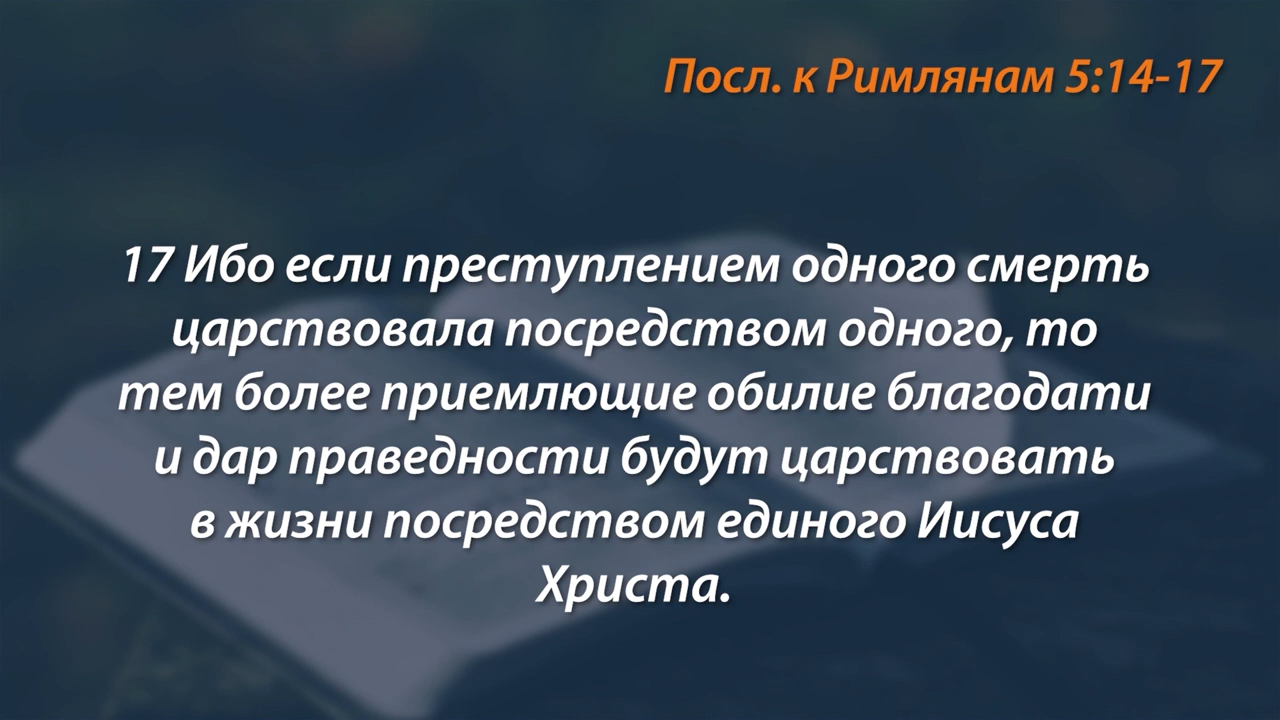 Посл. к Римлянам 5:14-17
17 Ибо если преступлением одного смерть
царствовала посредством одного, то
тем более приемлющие обилие благодати
и дар праведности будут царствовать
в жизни посредством единого Иисуса
Христа.